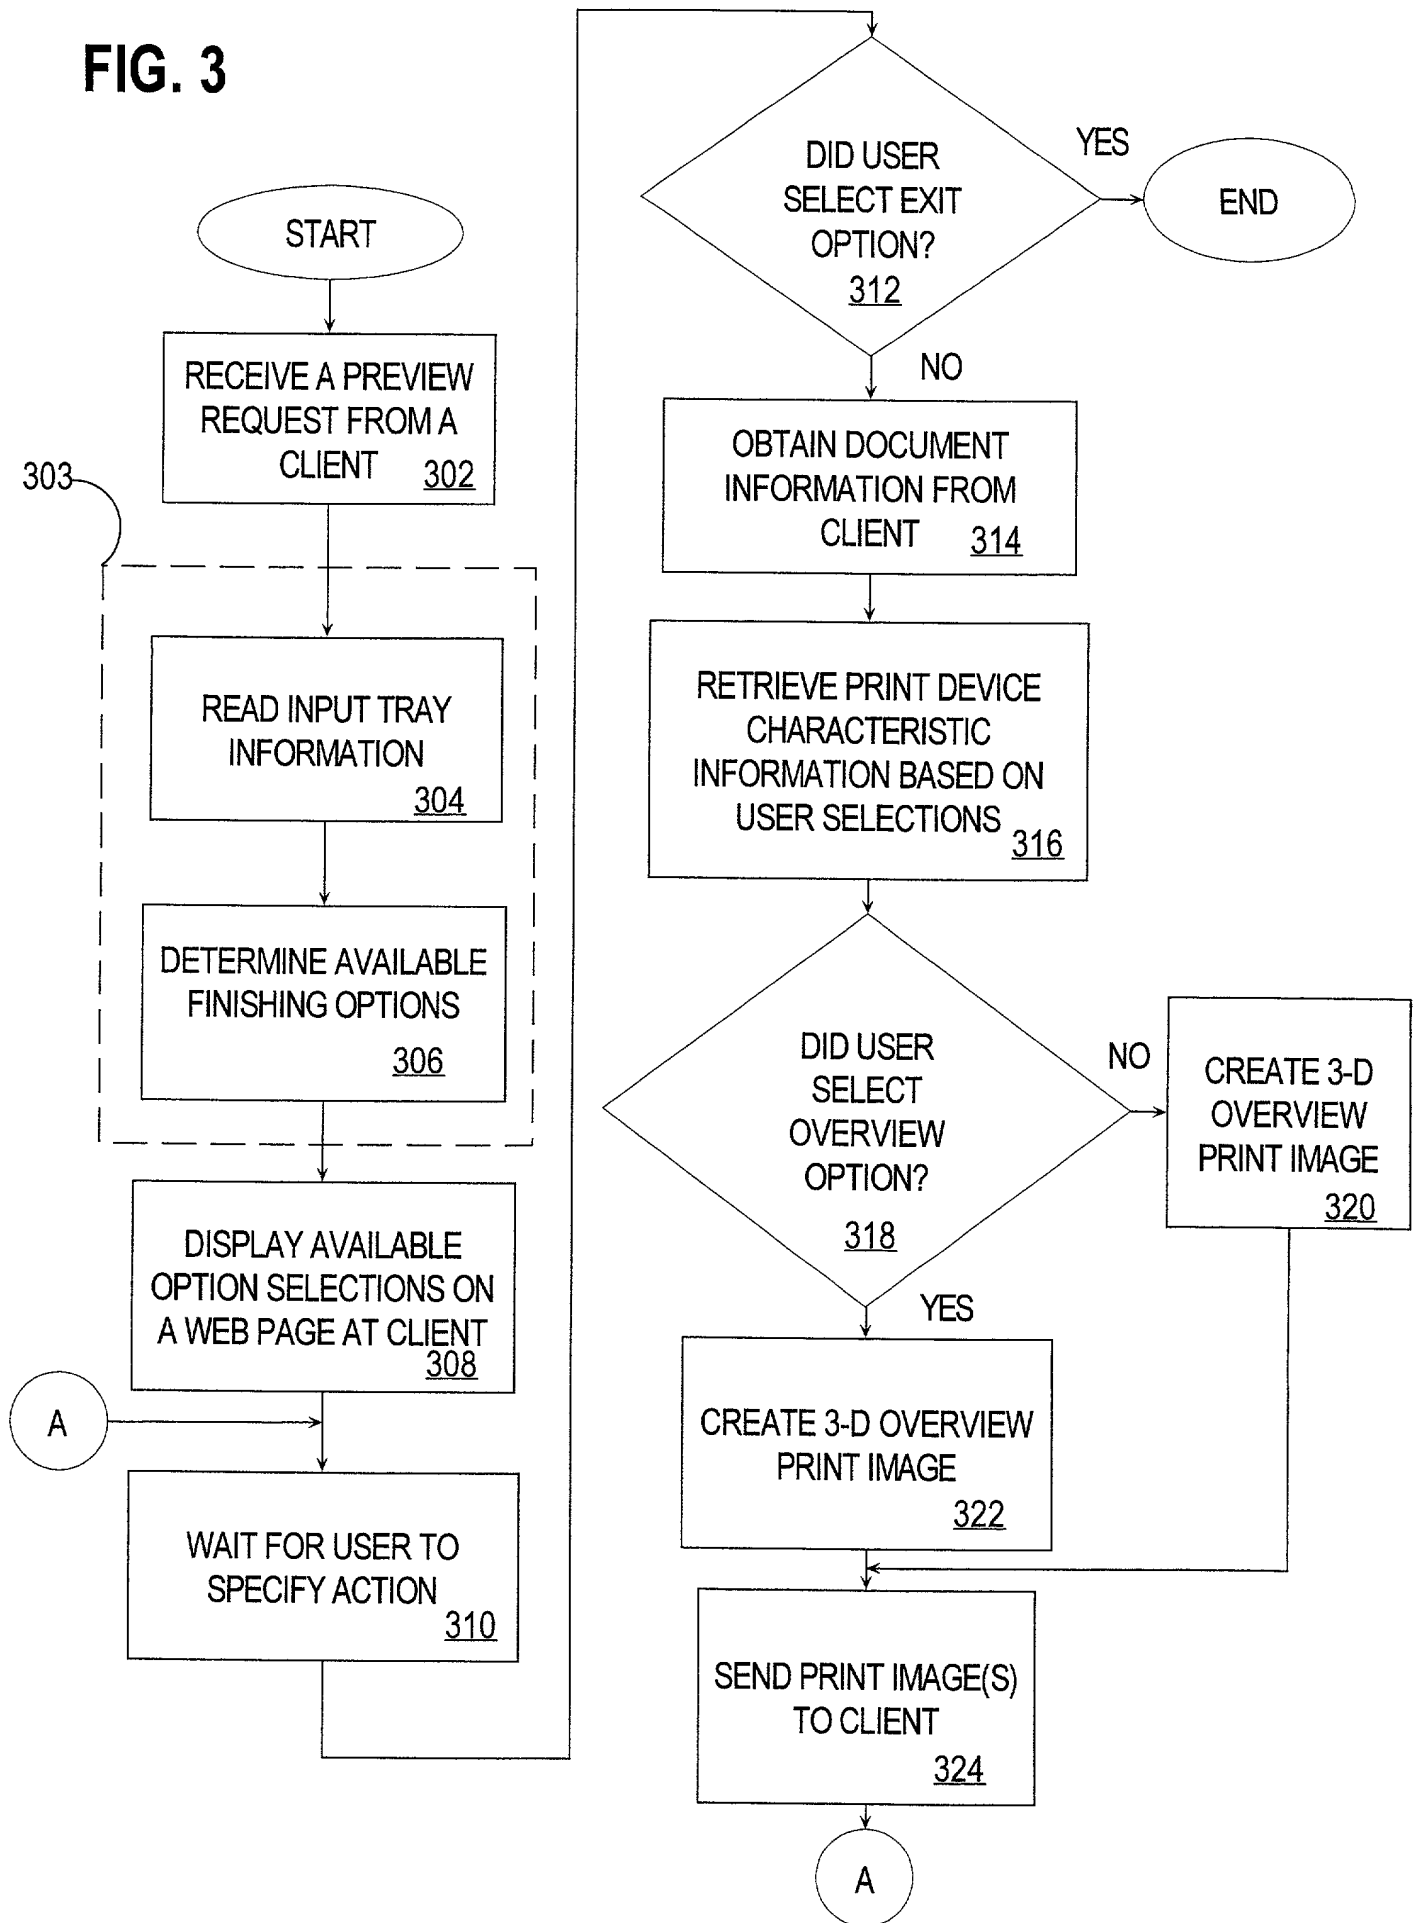 FIG. 3
START
RECEIVE A PREVIEW
REQUEST FROM A
CLIENT 302
303
READ INPUT TRAY
INFORMATION
304
DETERMINE AVAILABLE
FINISHING OPTIONS
306
DISPLAY AVAILABLE
OPTION SELECTIONS ON
A WEB PAGE AT CLIENT
308
A
WAIT FOR USER TO
SPECIFY ACTION
310
DID USER
SELECT EXIT
OPTION?
312
YES
END
NO
OBTAIN DOCUMENT
INFORMATION FROM
CLIENT 314
RETRIEVE PRINT DEVICE
CHARACTERISTIC
INFORMATION BASED ON
USER SELECTIONS
316
DID USER
SELECT
OVERVIEW
OPTION?
318
NO
CREATE 3-D
OVERVIEW
PRINT IMAGE
320
YES
CREATE 3-D OVERVIEW
PRINT IMAGE
322
SEND PRINT IMAGE(S)
TO CLIENT
324
A